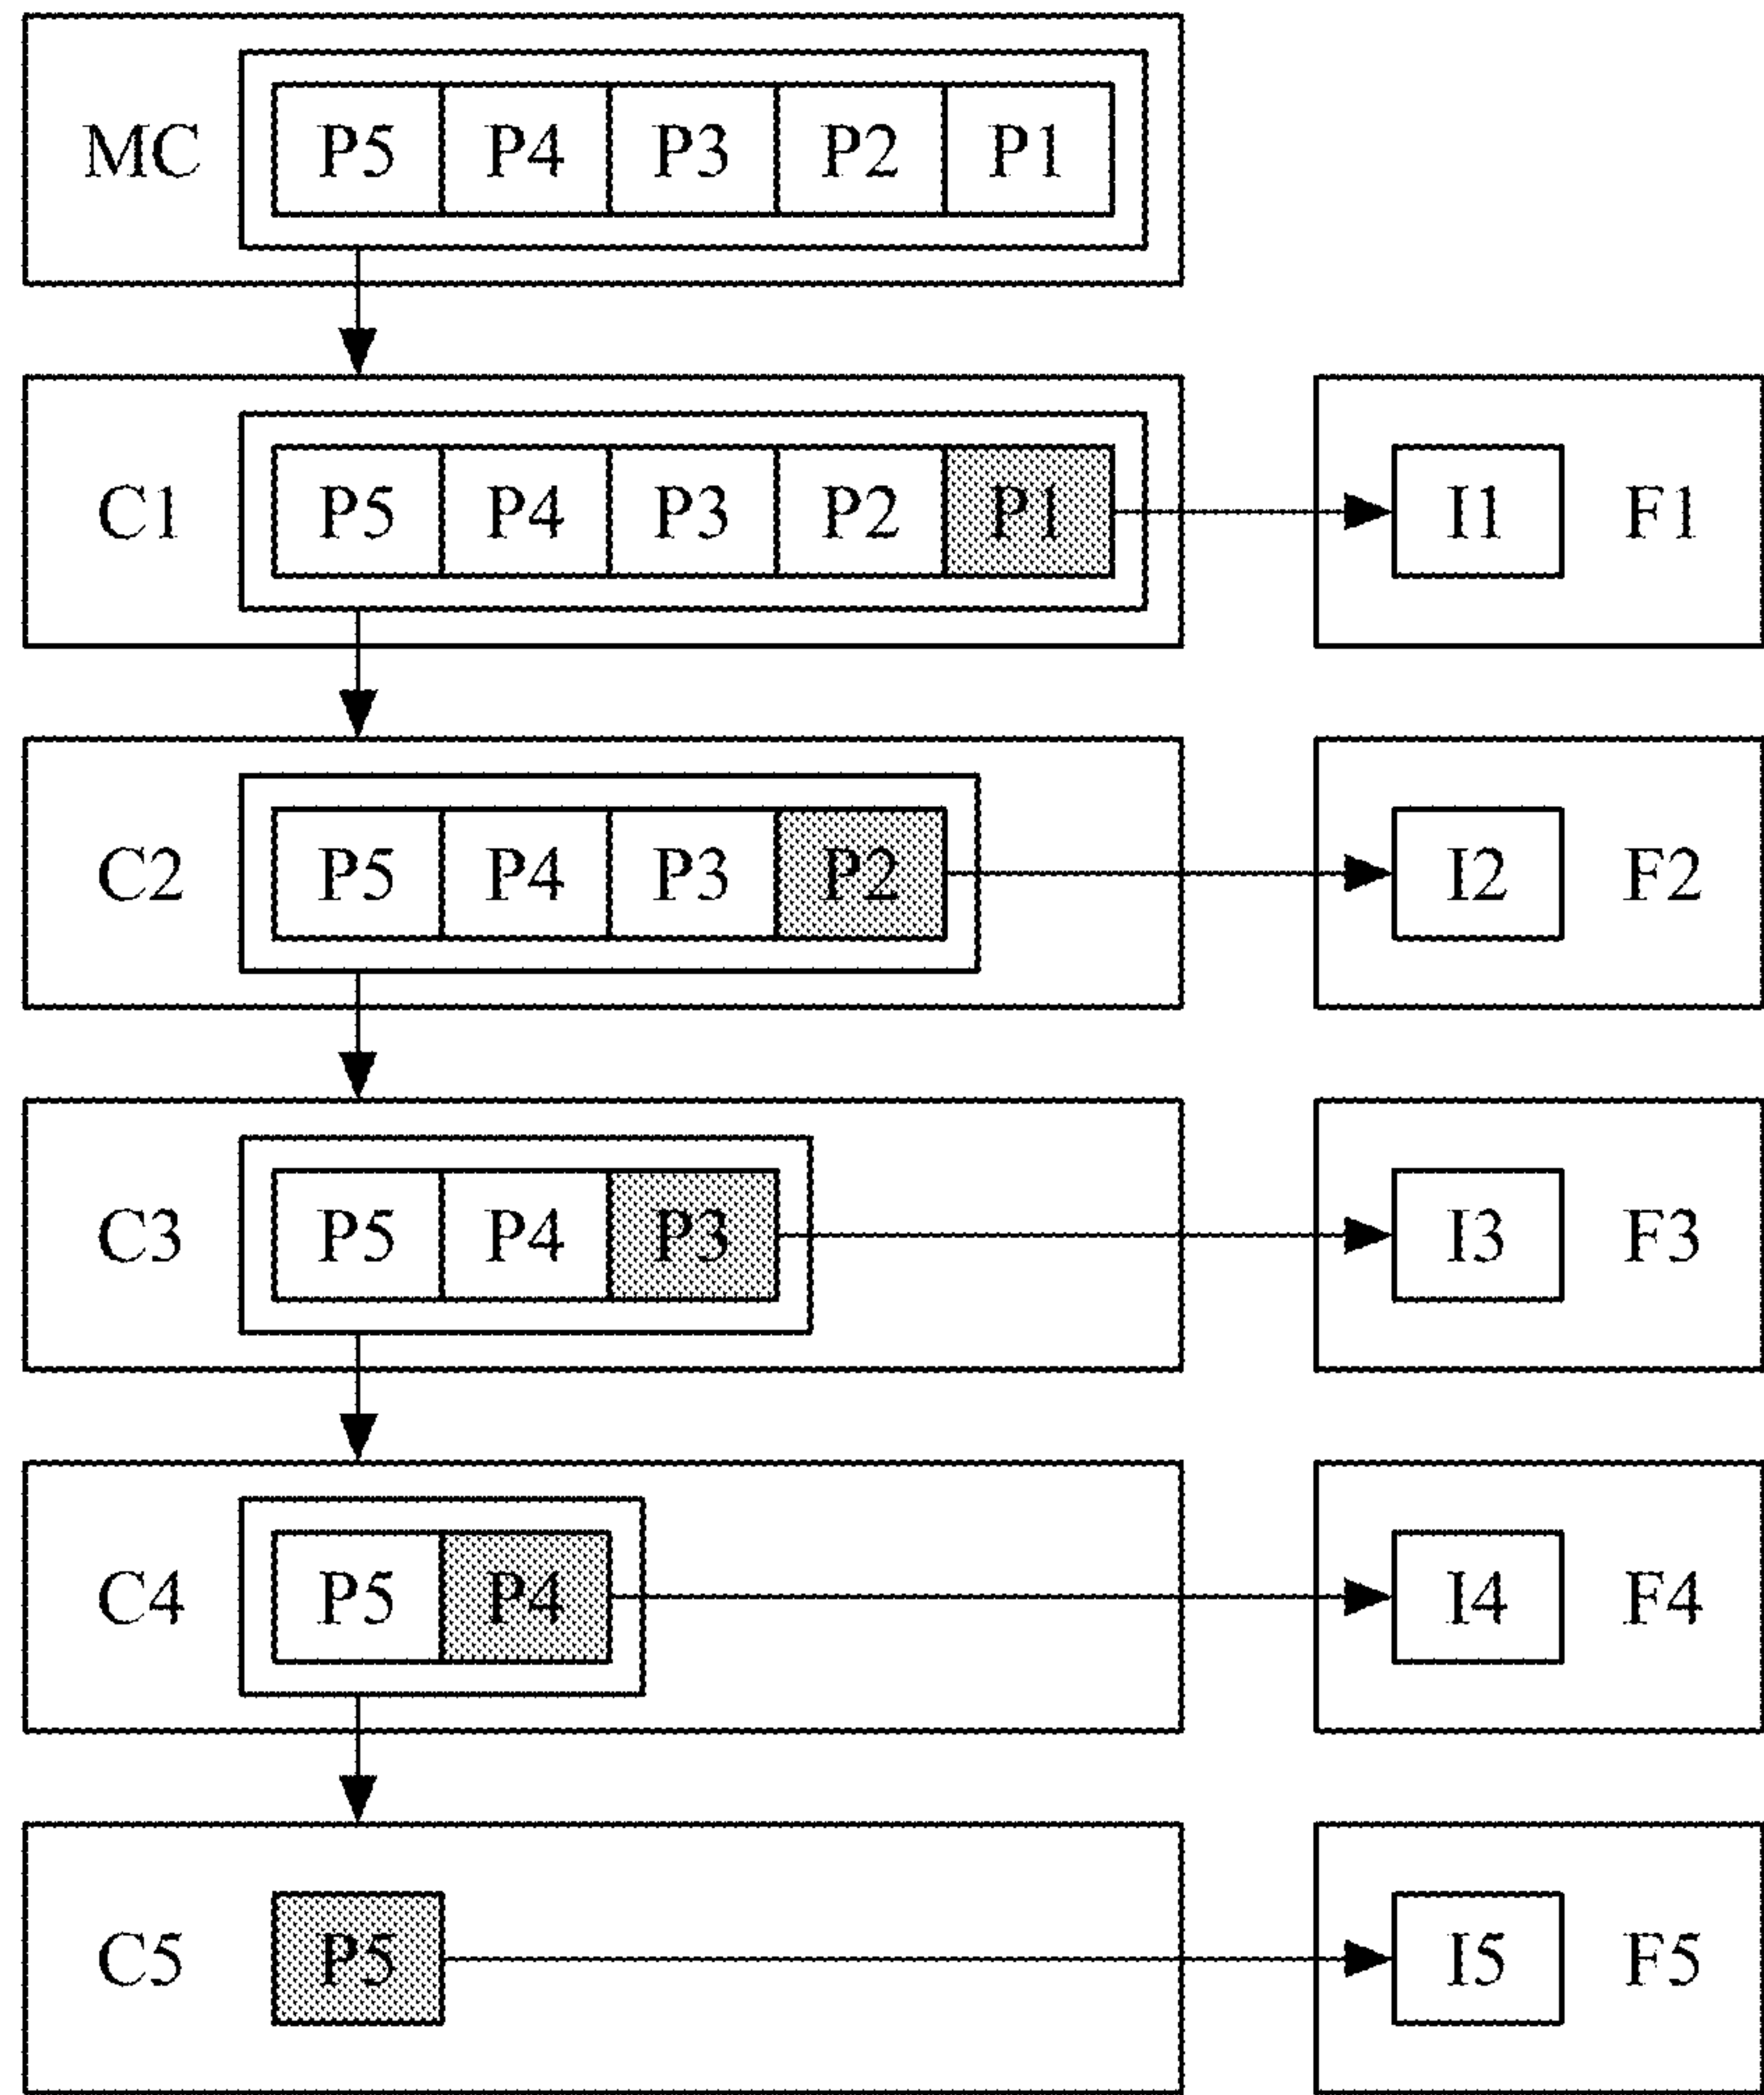 MC P5 P4 P3 P2 P1
C1 P5 P4 P3 P2 P1 I1 F1
C2 P5 P4 P3 P2 I2 F2
C3 P5 P4 P3 I3 F3
C4 P5 P4 I4 F4
C5 P5 I5 F5